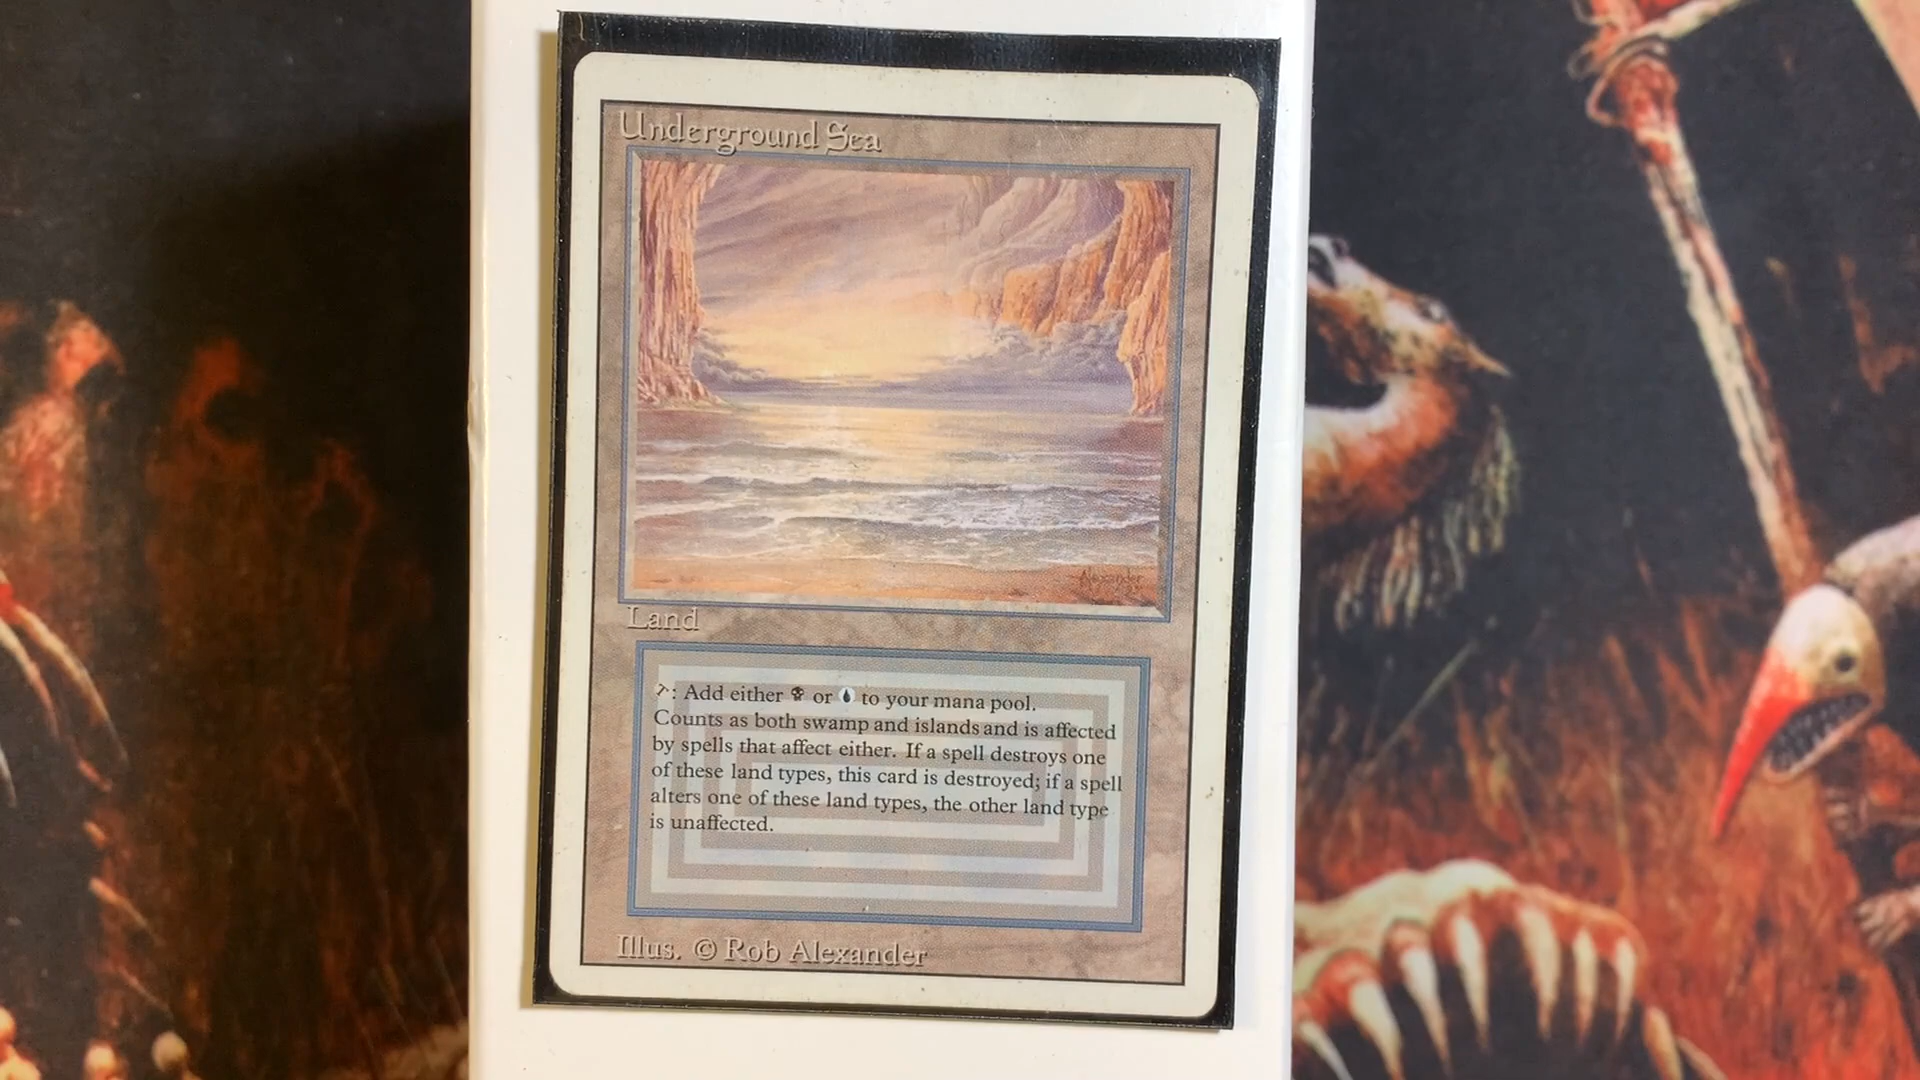 Underground Sea
Alexander
Land
: Add either or to your mana pool.
Counts as both swamp and islands and is affected
by spells that affect either. If a spell destroys one
of these land types, this card is destroyed; if a spell
alters one of these land types, the other land type
is unaffected.
Illus. © Rob Alexander